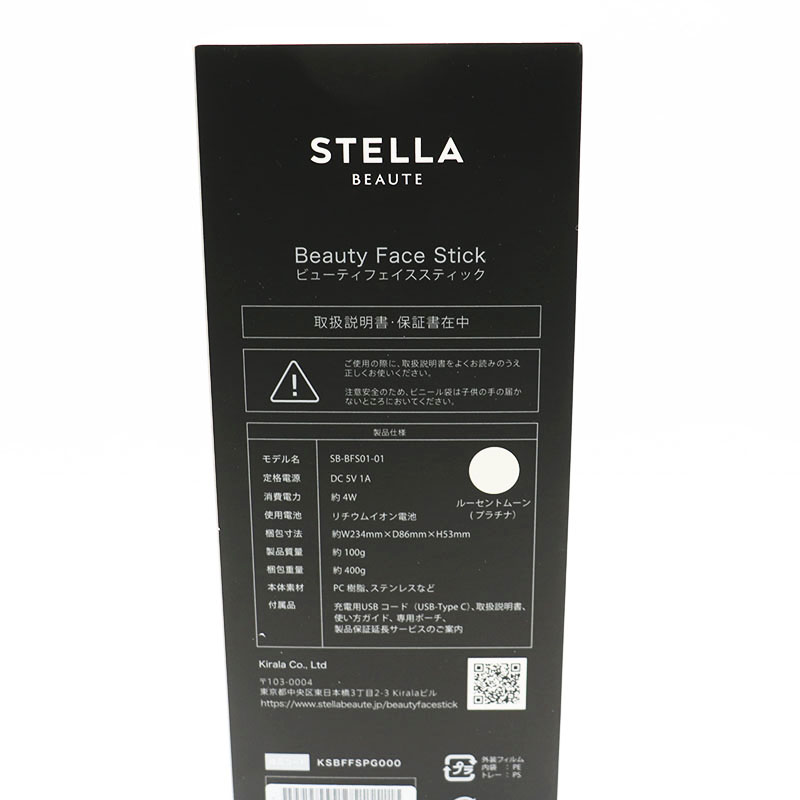 STELLA
BEAUTE
Beauty Face Stick
ビューティフェイススティック
取扱説明書・保証書在中
ご使用の際に、取扱説明書をよくお読みのうえ
正しくお使いください。
注意安全のため、ビニール袋は子供の手の届か
ないところにおいてください。
製品仕様
モデル名 SB-BFS01-01
定格電源 DC 5V 1A
消費電力 約 4W
使用電池 リチウムイオン電池
梱包寸法 約W234mm×D86mm×H53mm
製品質量 約 100g
梱包重量 約 400g
本体素材 PC 樹脂、ステンレスなど
付属品 充電用USB コード（USB-Type C）、取扱説明書、
使い方ガイド、専用ポーチ、
製品保証延長サービスのご案内
ルーセントムーン
(プラチナ)
Kirala Co., Ltd
〒103-0004
東京都中央区東日本橋3丁目2-3 Kiralaビル
https://www.stellabeaute.jp/beautyfacestick
KSBFFSPG000
プラ
外装フィルム
内袋 : PE
トレー : PS